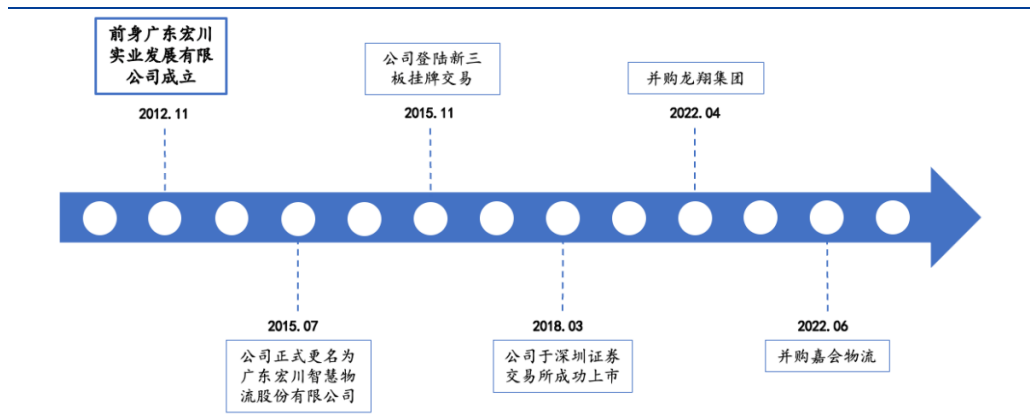 前身广东宏川
实业发展有限
公司成立
2012.11
公司登陆新三
板挂牌交易
2015.11
并购龙翔集团
2022.04
2015.07
公司正式更名为
广东宏川智慧物
流股份有限公司
2018.03
公司于深圳证券
交易所成功上市
2022.06
并购嘉会物流